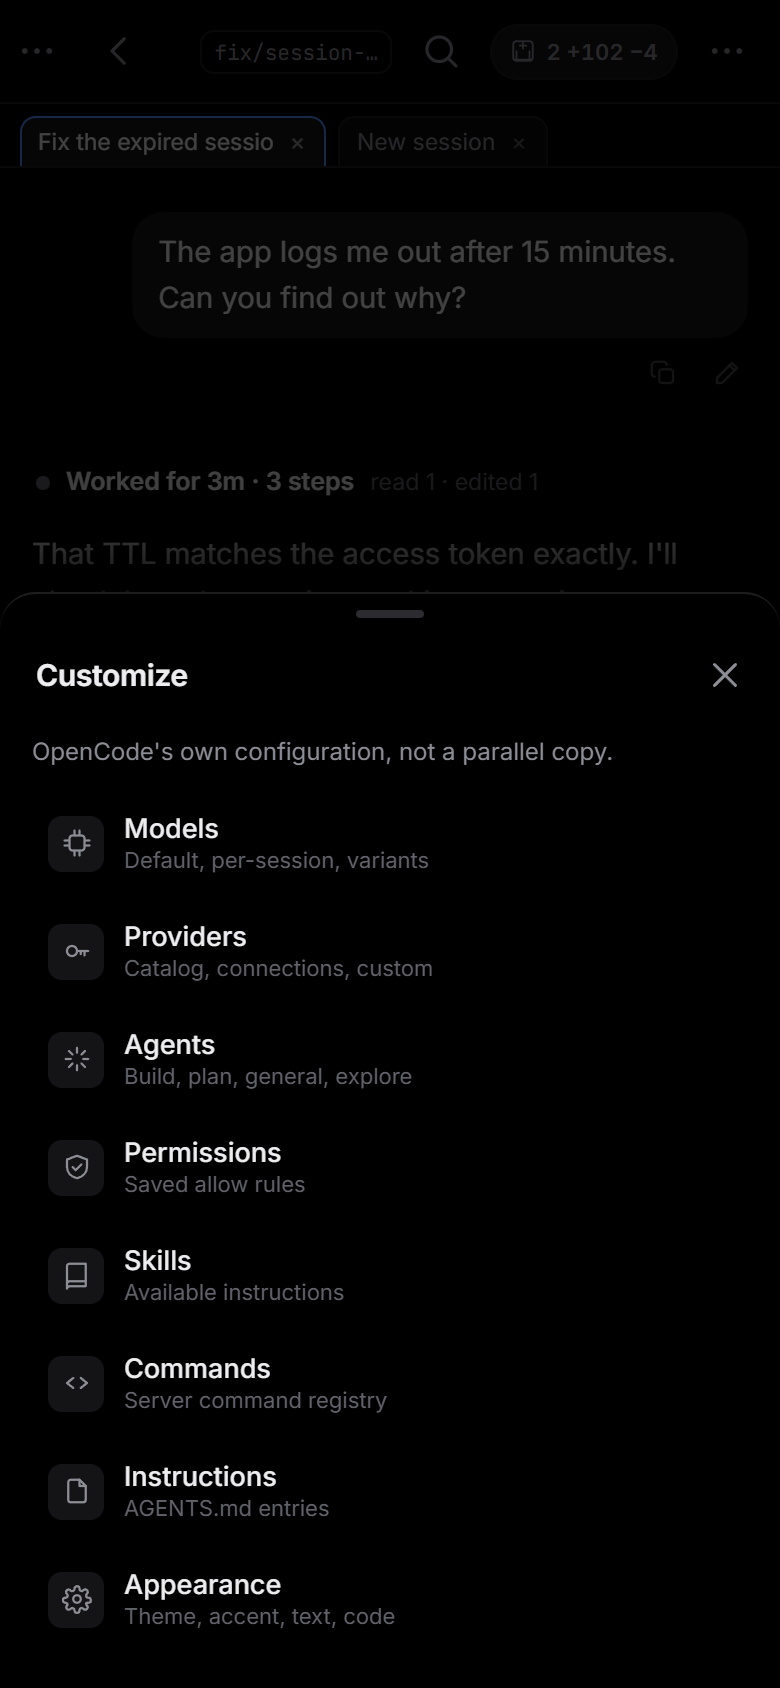 fix/session-…
2 +102 −4
Fix the expired sessio ×
New session ×
The app logs me out after 15 minutes.
Can you find out why?
Worked for 3m · 3 steps read 1 · edited 1
That TTL matches the access token exactly. I'll
Customize
OpenCode's own configuration, not a parallel copy.
Models
Default, per-session, variants
Providers
Catalog, connections, custom
Agents
Build, plan, general, explore
Permissions
Saved allow rules
Skills
Available instructions
Commands
Server command registry
Instructions
AGENTS.md entries
Appearance
Theme, accent, text, code